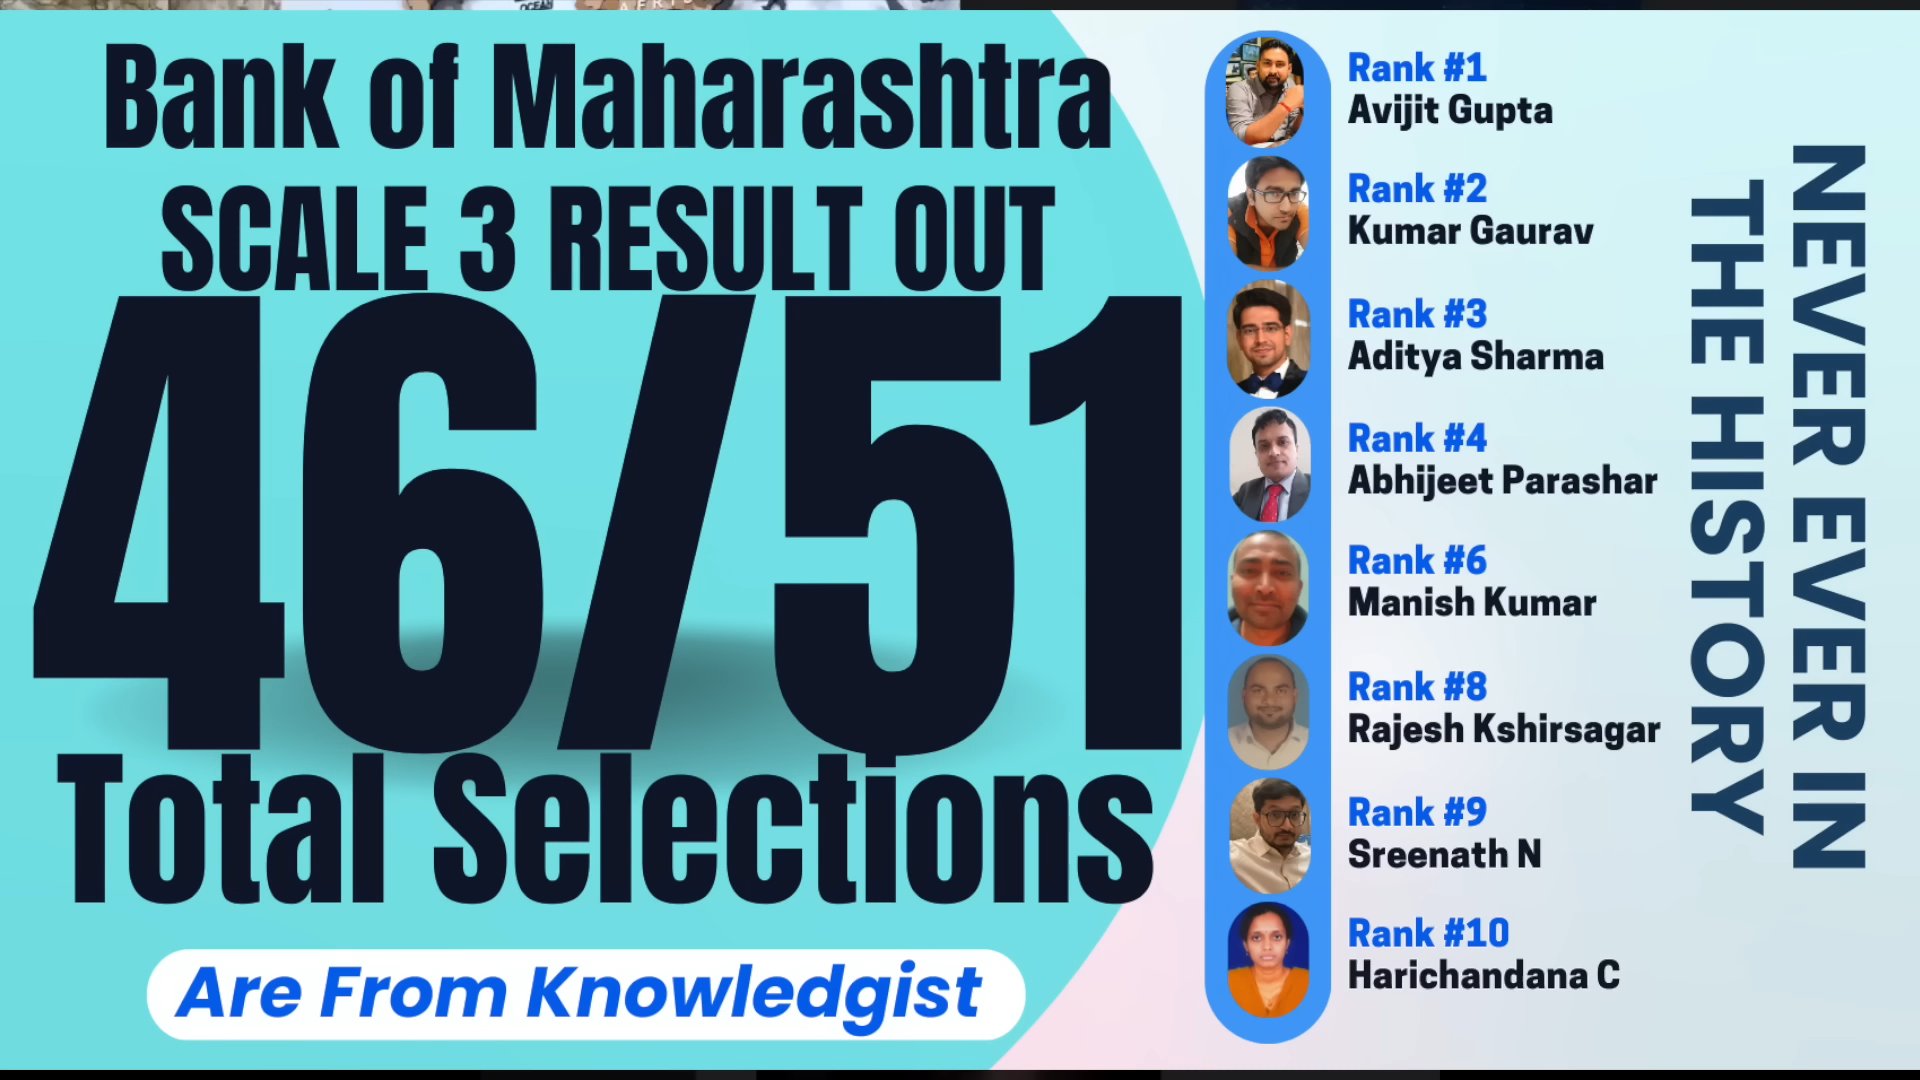 Bank of Maharashtra
SCALE 3 RESULT OUT
46/51
Total Selections
Are From Knowledgist
Rank #1
Avijit Gupta
Rank #2
Kumar Gaurav
Rank #3
Aditya Sharma
Rank #4
Abhijeet Parashar
Rank #6
Manish Kumar
Rank #8
Rajesh Kshirsagar
Rank #9
Sreenath N
Rank #10
Harichandana C
NEVER EVER IN
THE HISTORY